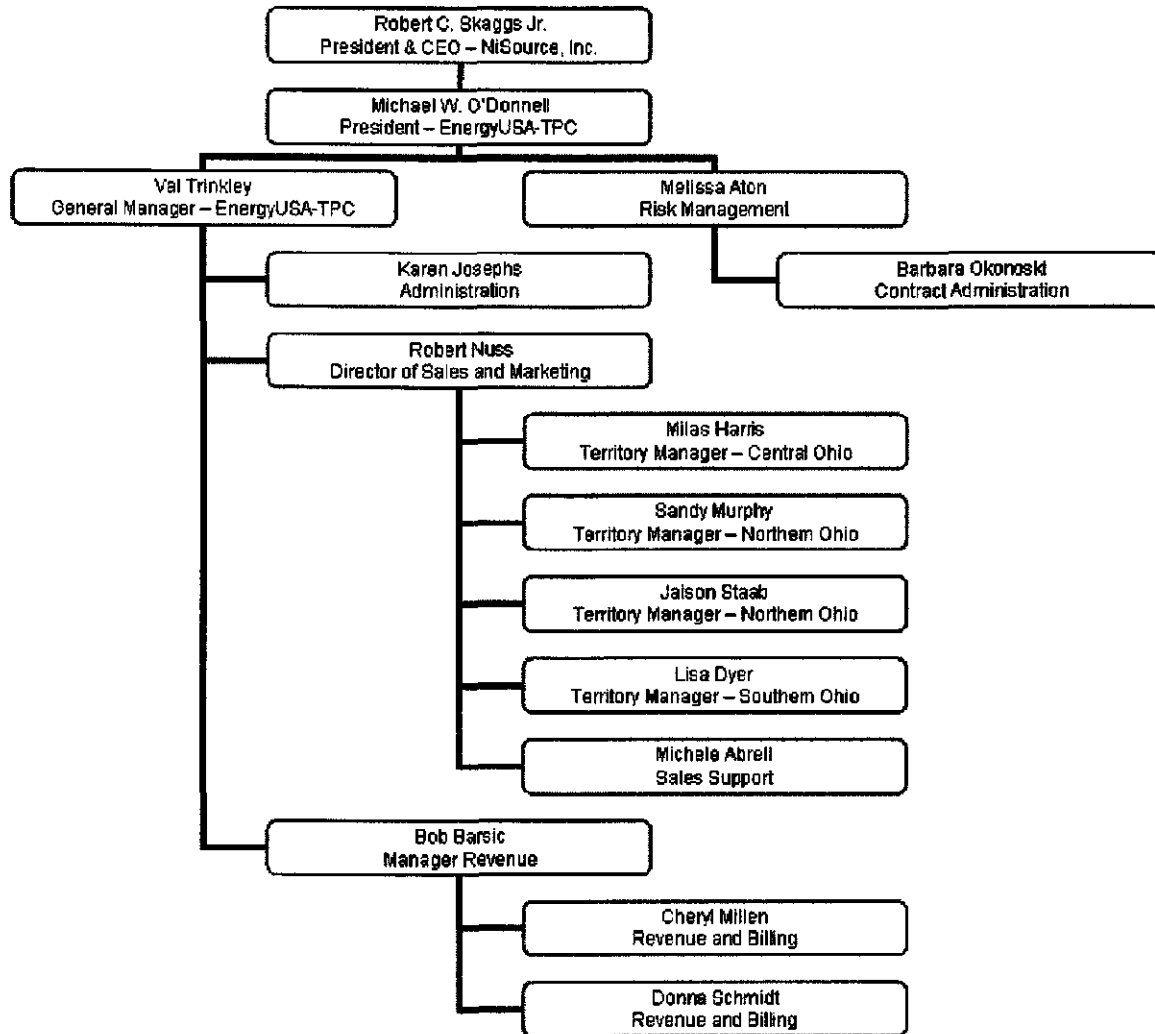 Robert C. Skaggs Jr.
President & CEO – NiSource, Inc.
Michael W. O'Donnell
President – EnergyUSA-TPC
Val Trinkley
General Manager – EnergyUSA-TPC
Melissa Aton
Risk Management
Karen Josephs
Administration
Barbara Okonoski
Contract Administration
Robert Nuss
Director of Sales and Marketing
Milas Harris
Territory Manager – Central Ohio
Sandy Murphy
Territory Manager – Northern Ohio
Jaison Staab
Territory Manager – Northern Ohio
Lisa Dyer
Territory Manager – Southern Ohio
Michele Abrell
Sales Support
Bob Barsic
Manager Revenue
Cheryl Millen
Revenue and Billing
Donna Schmidt
Revenue and Billing